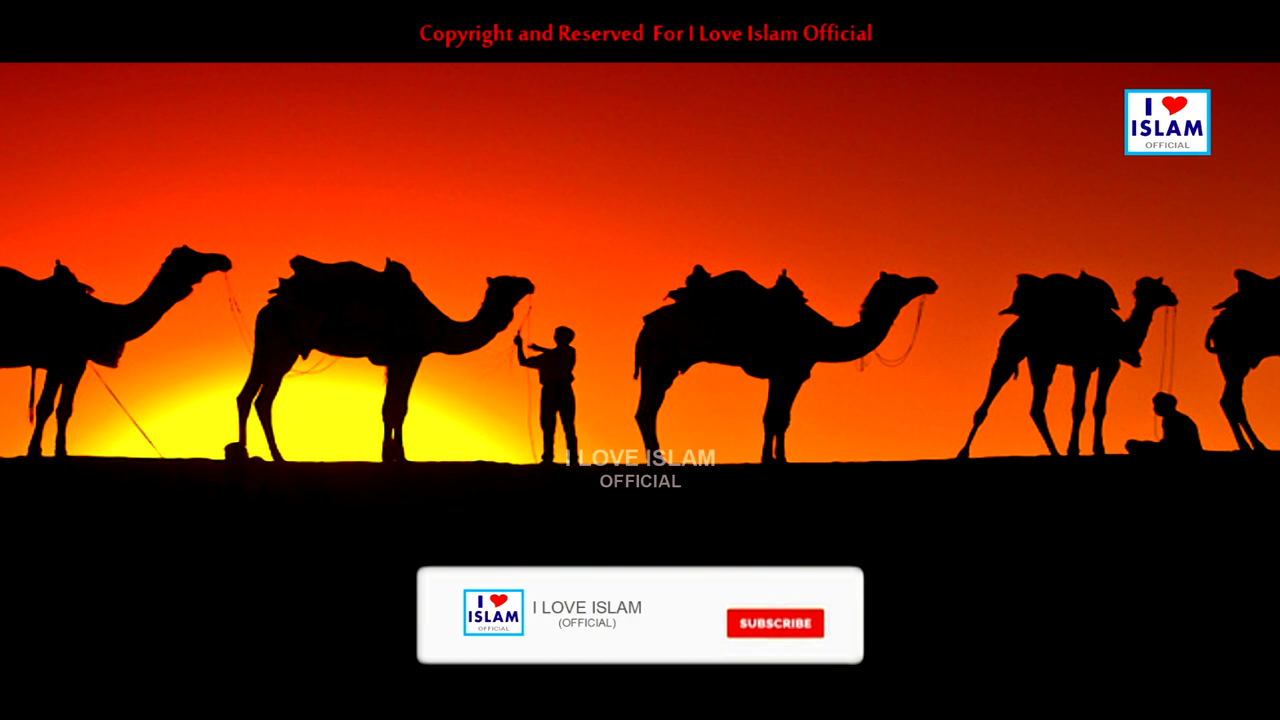 Copyright and Reserved For I Love Islam Official
I
ISLAM
OFFICIAL
I LOVE ISLAM
OFFICIAL
I
ISLAM
OFFICIAL
I LOVE ISLAM
(OFFICIAL)
SUBSCRIBE